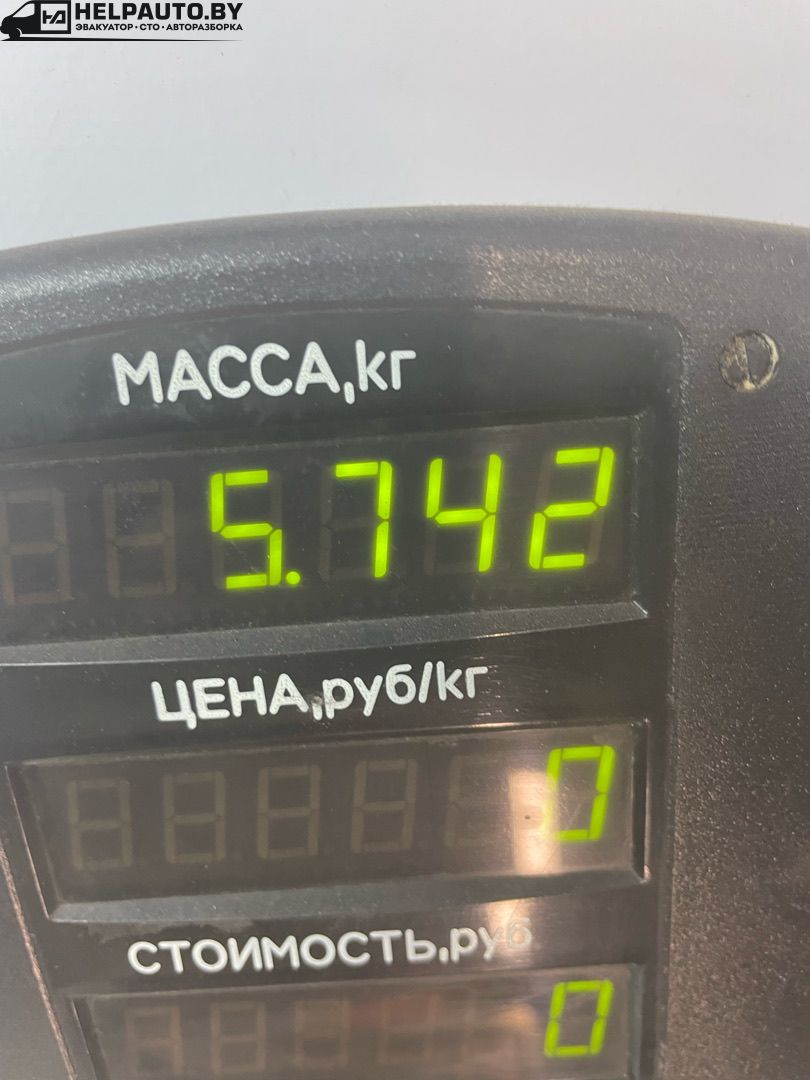 HELPAUTO.BY
ЭВАКУАТОР·СТО·АВТОРАЗБОРКА
МАССА,кг
5.742
ЦЕНА,руб/кг
0
СТОИМОСТЬ,руб
0